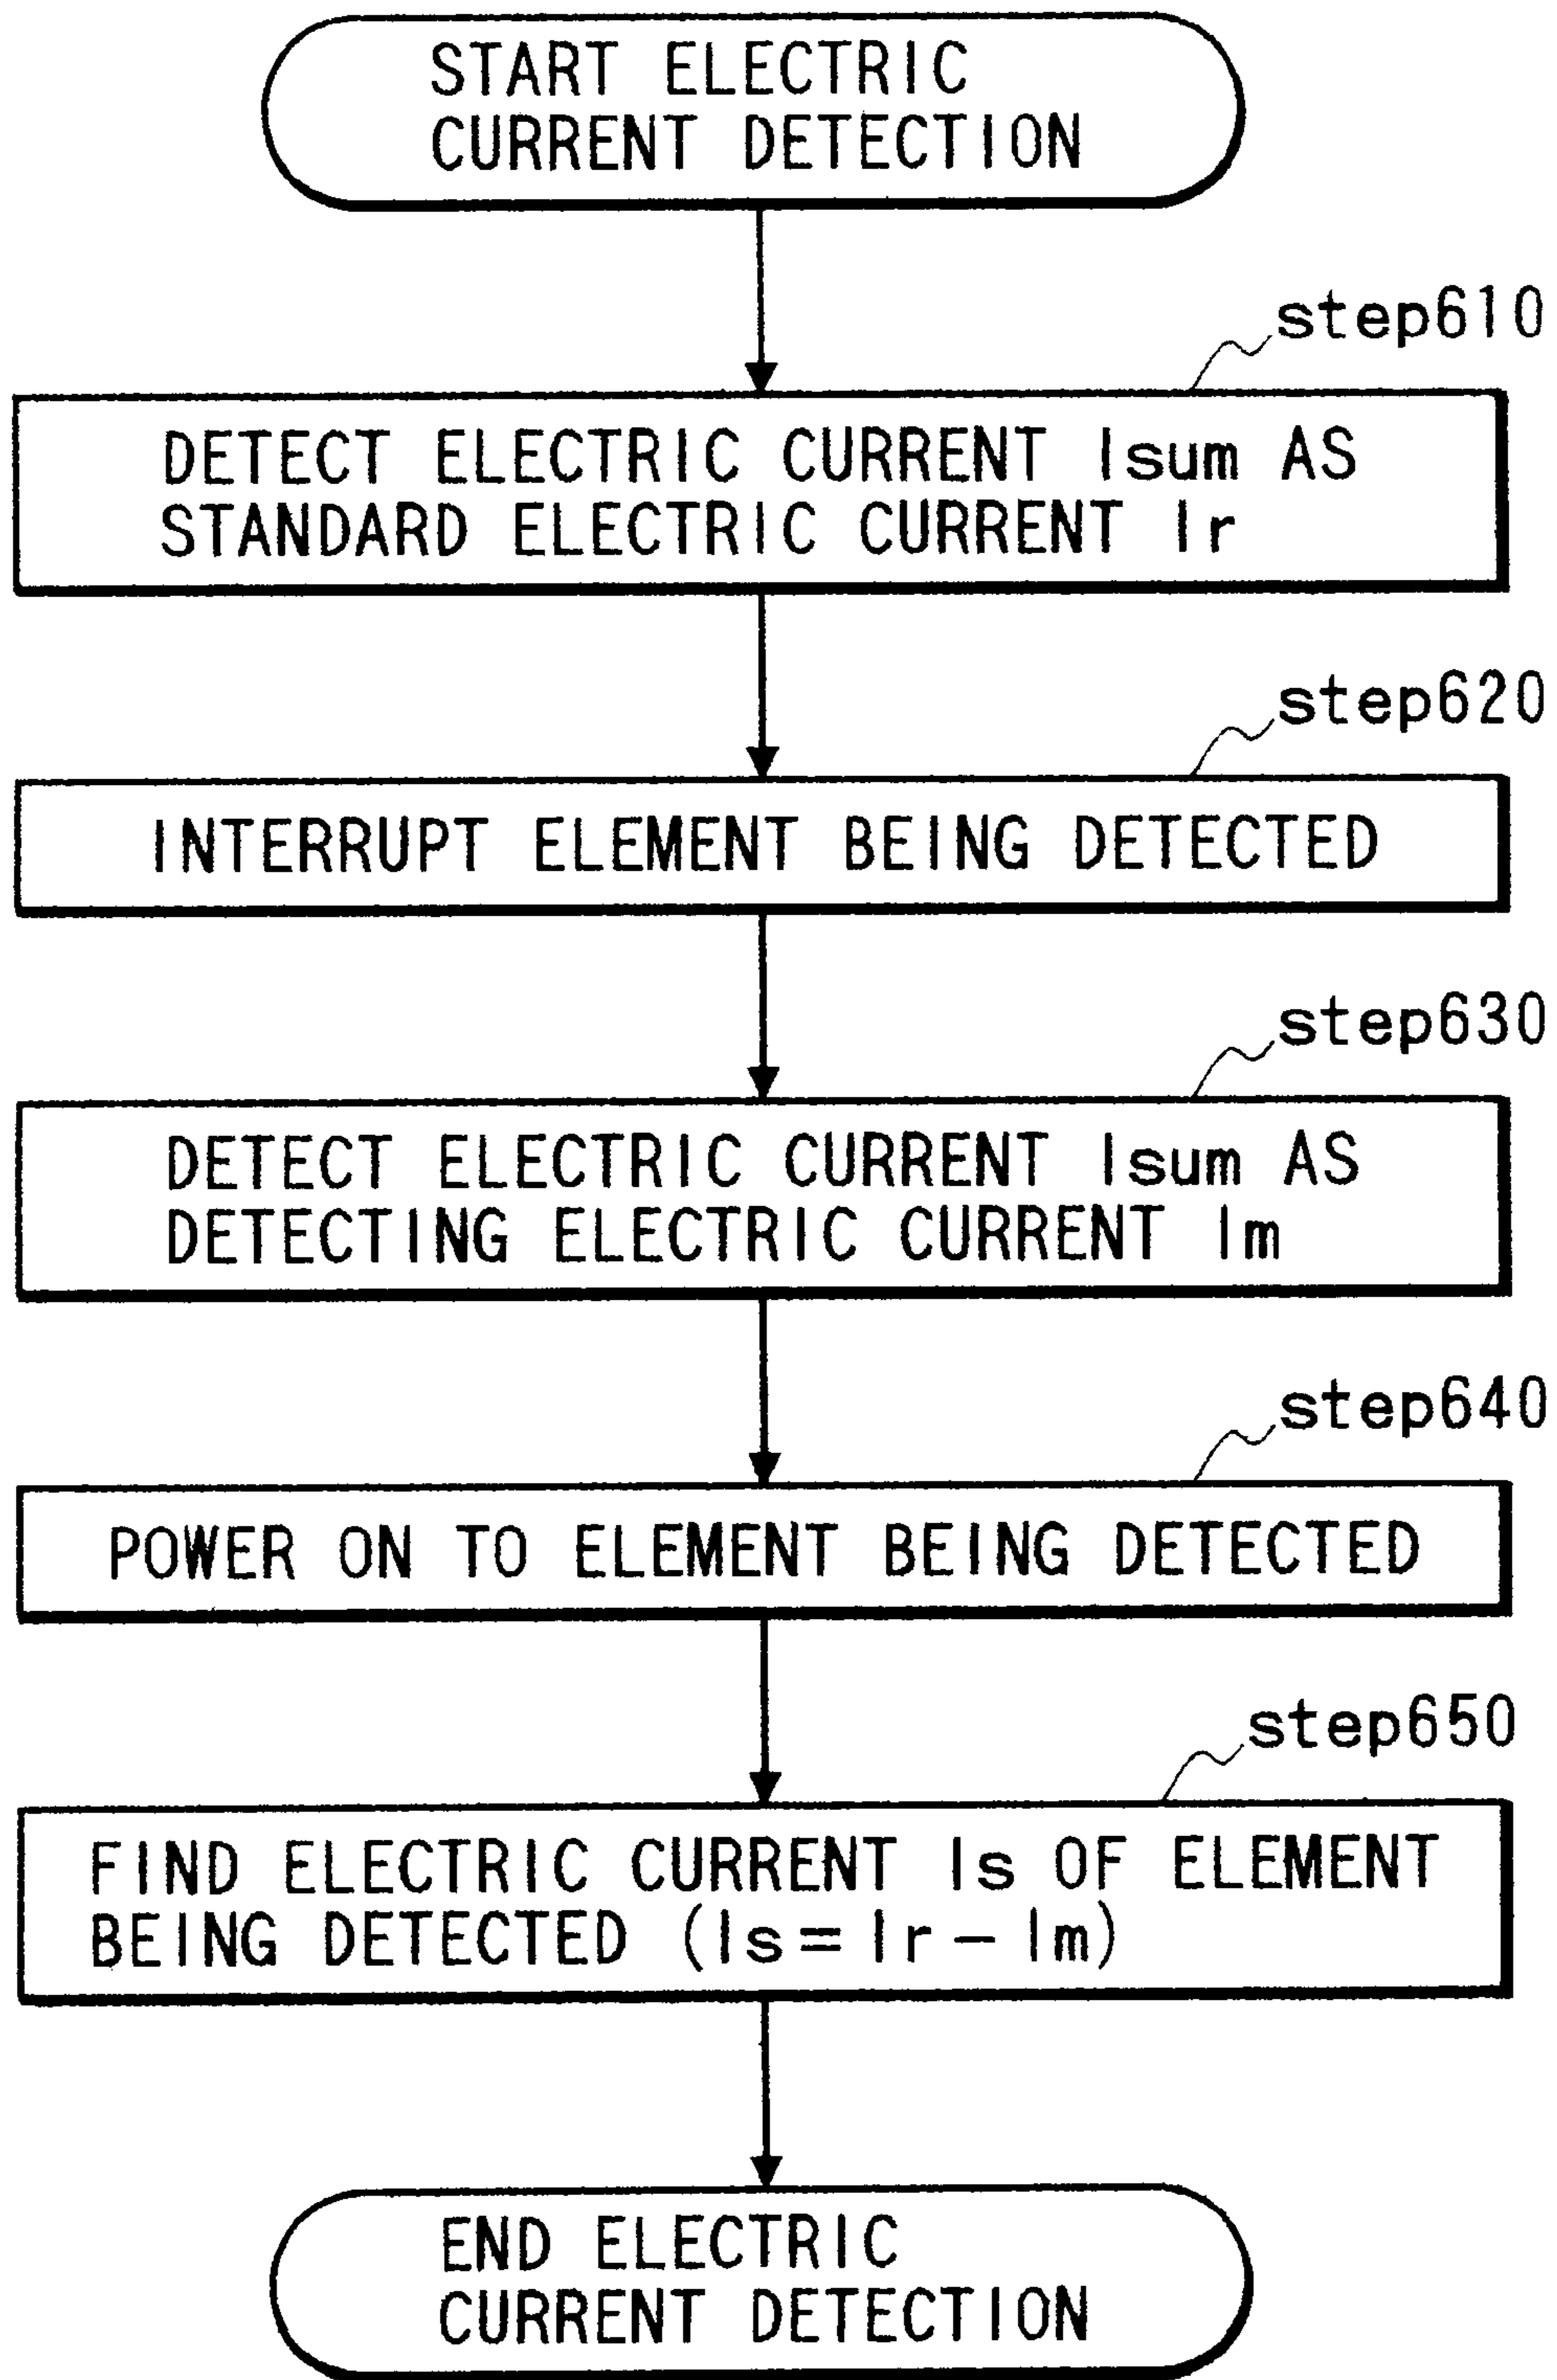 START ELECTRIC
CURRENT DETECTION
step610
DETECT ELECTRIC CURRENT Isum AS
STANDARD ELECTRIC CURRENT Ir
step620
INTERRUPT ELEMENT BEING DETECTED
step630
DETECT ELECTRIC CURRENT Isum AS
DETECTING ELECTRIC CURRENT Im
step640
POWER ON TO ELEMENT BEING DETECTED
step650
FIND ELECTRIC CURRENT Is OF ELEMENT
BEING DETECTED (Is=Ir−Im)
END ELECTRIC
CURRENT DETECTION